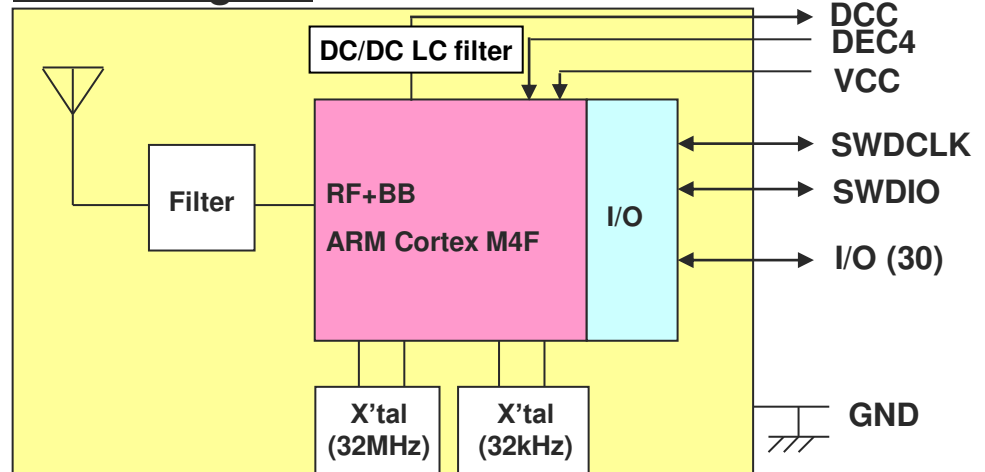 DCC
DC/DC LC filter
DEC4
VCC
SWDCLK
Filter
RF+BB
SWDIO
I/O
ARM Cortex M4F
I/O (30)
X'tal
(32MHz)
X'tal
(32kHz)
GND